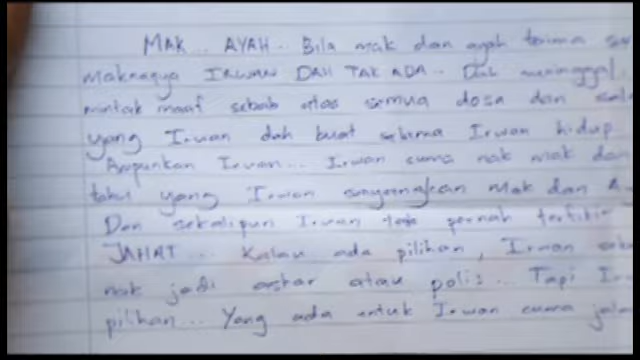 MAK.. AYAH.. Bila mak dan ayah terima
maknanya IRWAN DAH TAK ADA.. Dah meninggal.
mintak maaf sebab atas semua dosa dan
yang Irwan dah buat selama Irwan hidup
Ampunkan Irwan... Irwan cuma nak mak dan
tahu yang Irwan sayangkan Mak dan
Dan sekalipun Irwan tak pernah terfikir
JAHAT... Kalau ada pilihan, Irwan
nak jadi askar atau polis... Tapi
pilihan... Yang ada untuk Irwan cuma